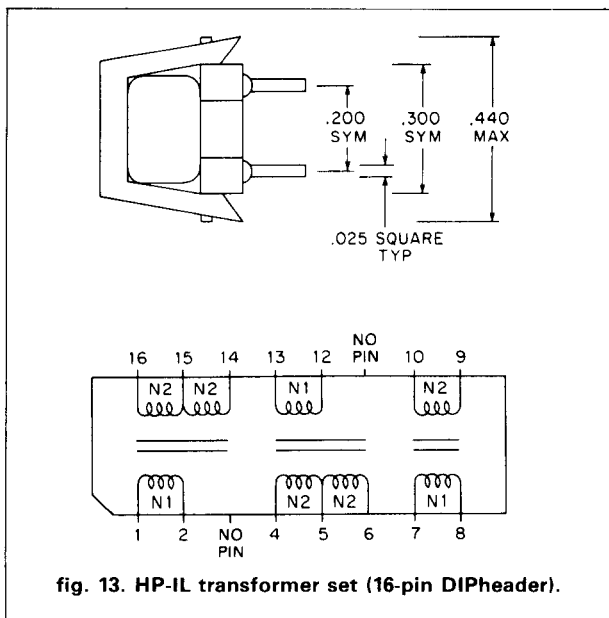 .200 SYM
.300 SYM
.440 MAX
.025 SQUARE
TYP
NO
PIN
16 15 14 13 12 10 9
N2 N2 N1 N2
N1 N2 N2 N1
1 2 NO PIN 4 5 6 7 8
fig. 13. HP-IL transformer set (16-pin DIPheader).